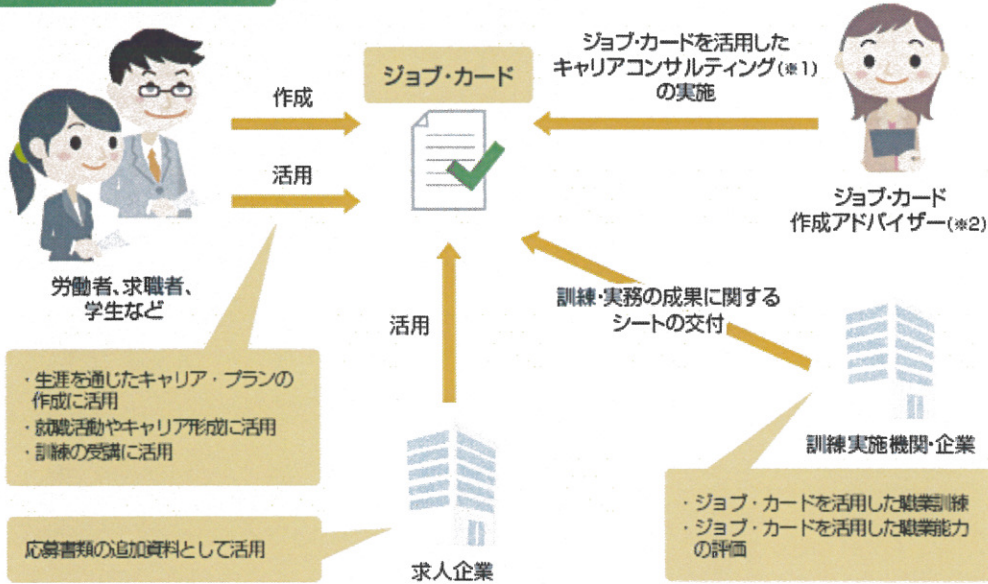 ジョブ・カード
作成
活用
ジョブ・カードを活用した
キャリアコンサルティング(※1)
の実施
ジョブ・カード
作成アドバイザー(※2)
労働者、求職者、
学生など
訓練・実務の成果に関する
シートの交付
活用
・生涯を通じたキャリア・プランの
作成に活用
・就職活動やキャリア形成に活用
・訓練の受講に活用
訓練実施機関・企業
・ジョブ・カードを活用した職業訓練
・ジョブ・カードを活用した職業能力
の評価
応募書類の追加資料として活用
求人企業